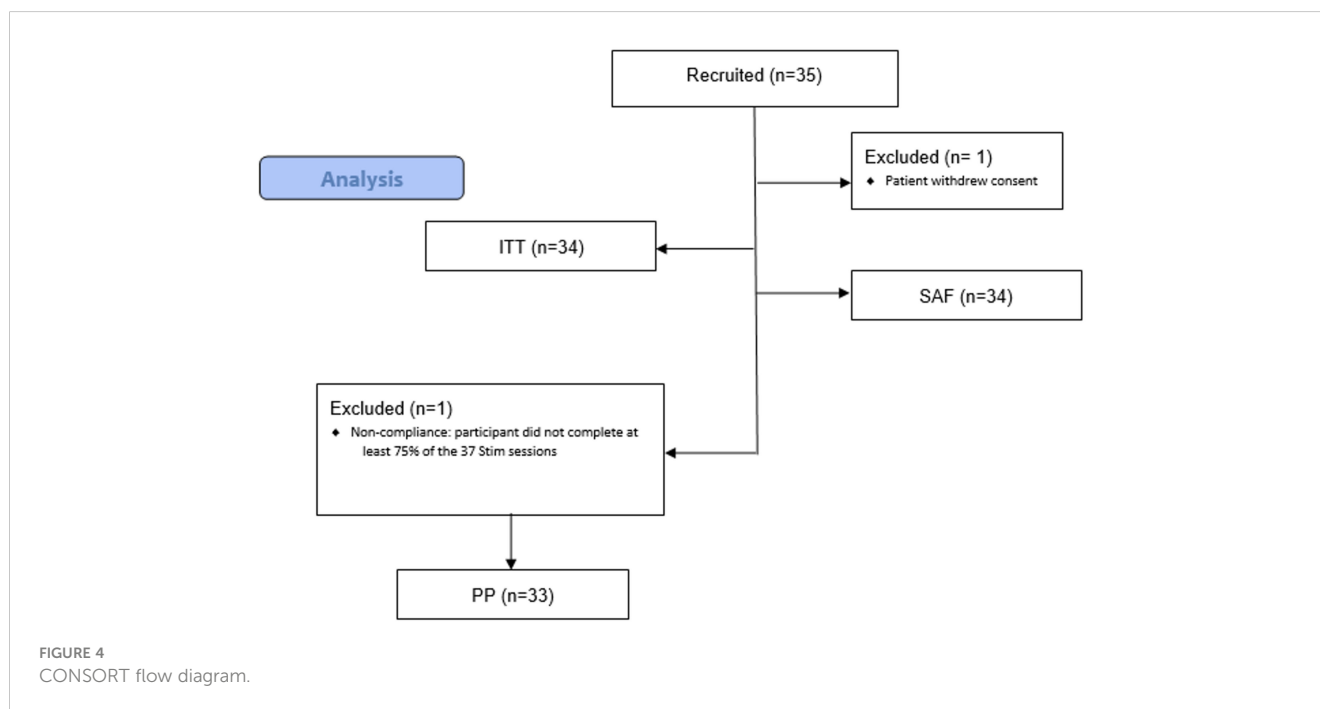 Recruited (n=35)
Excluded (n= 1)
♦ Patient withdrew consent
Analysis
ITT (n=34)
SAF (n=34)
Excluded (n=1)
♦ Non-compliance: participant did not complete at
least 75% of the 37 Stim sessions
PP (n=33)
FIGURE 4
CONSORT flow diagram.